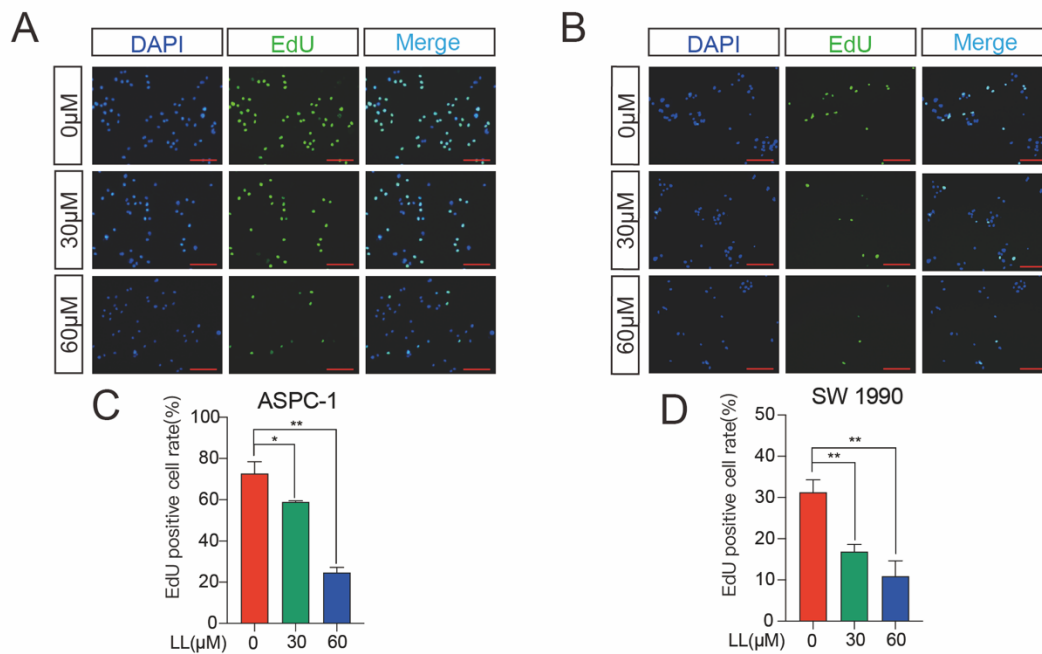 A
DAPI EdU Merge
0μM
30μM
60μM
B
DAPI EdU Merge
0μM
30μM
60μM
C
ASPC-1
EdU positive cell rate(%)
100
80
60
40
20
0
* **
LL(μM) 0 30 60
D
SW 1990
EdU positive cell rate(%)
50
40
30
20
10
0
** **
LL(μM) 0 30 60